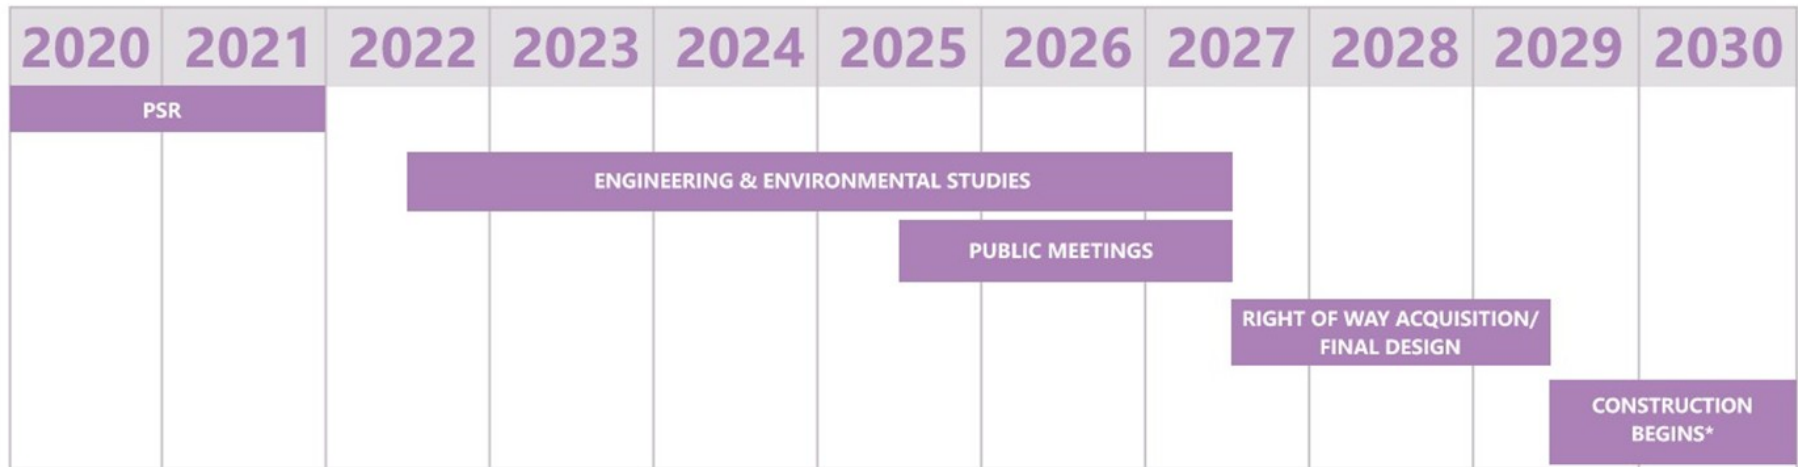 2020 2021 2022 2023 2024 2025 2026 2027 2028 2029 2030
PSR
ENGINEERING & ENVIRONMENTAL STUDIES
PUBLIC MEETINGS
RIGHT OF WAY ACQUISITION/
FINAL DESIGN
CONSTRUCTION
BEGINS*